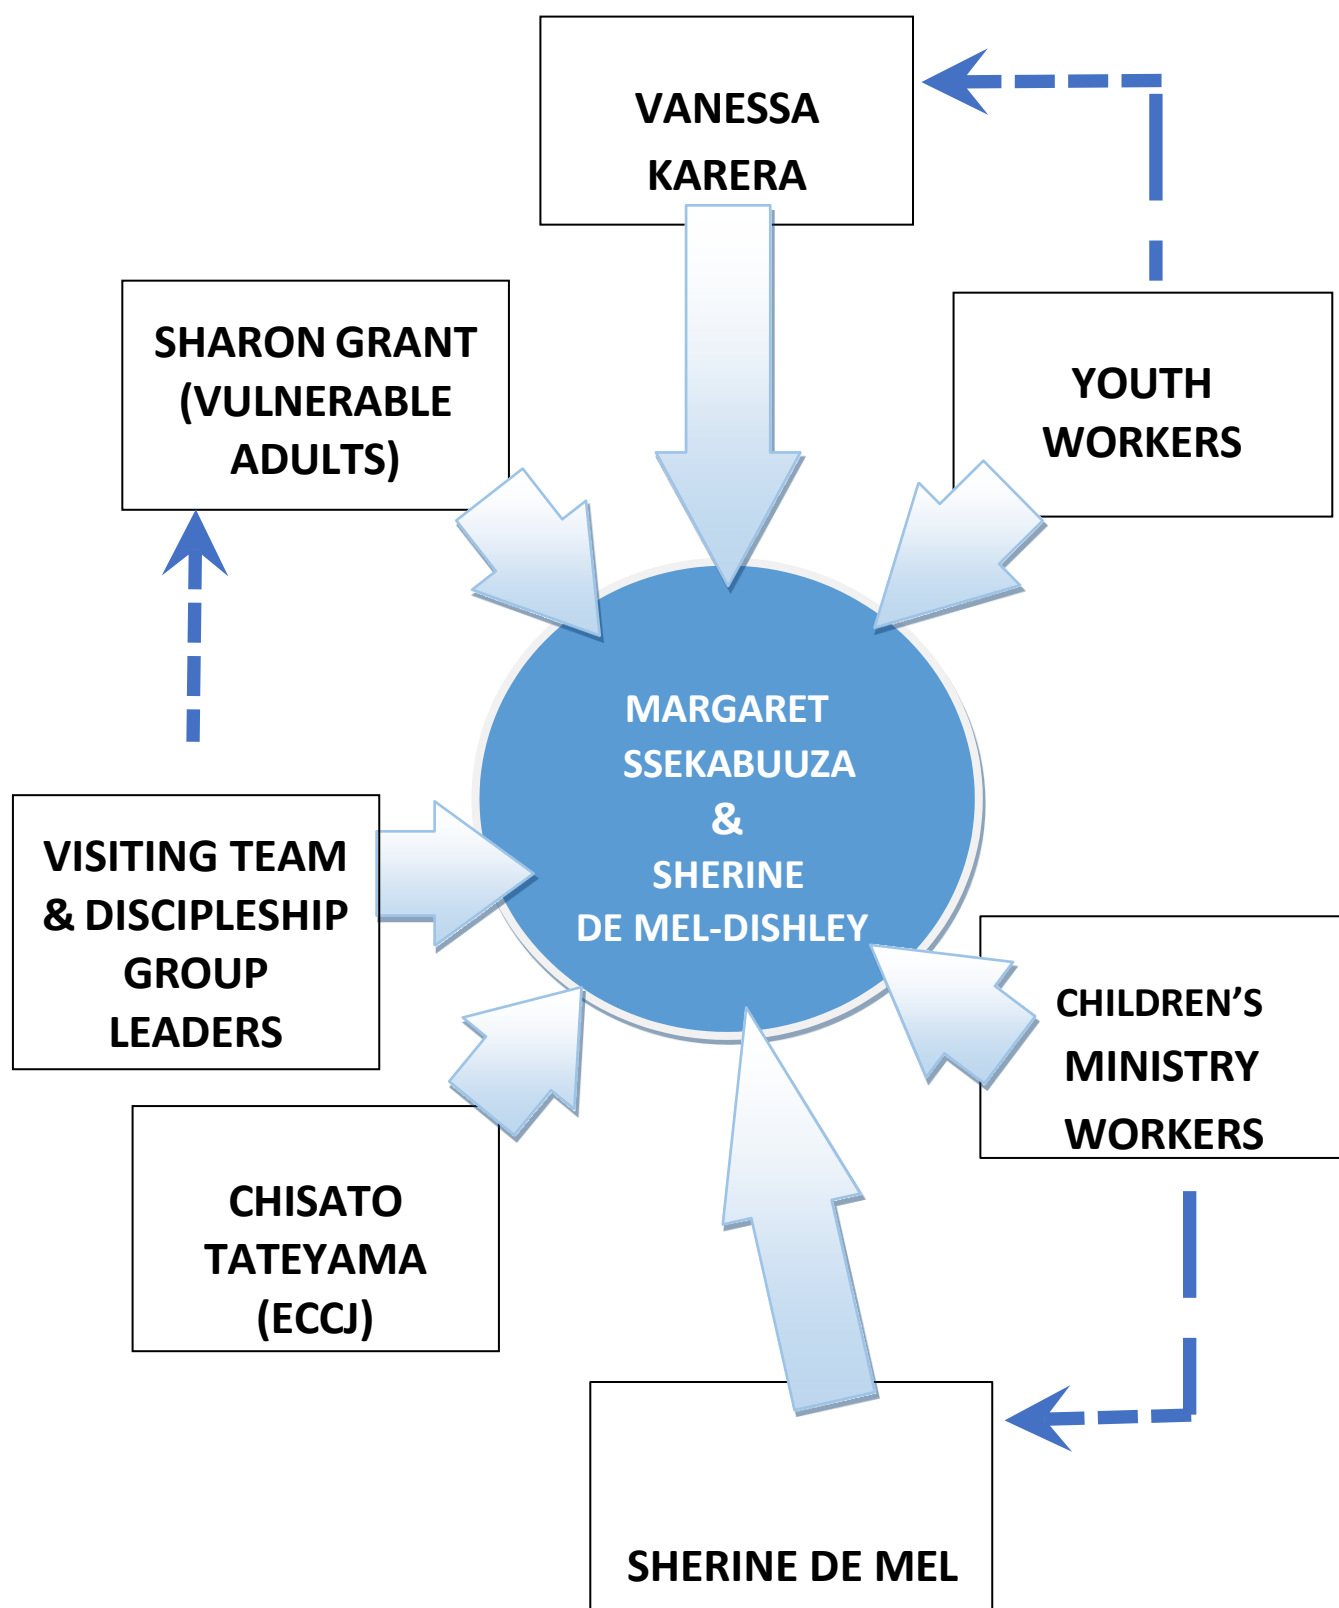 VANESSA
KARERA
SHARON GRANT
(VULNERABLE
ADULTS)
YOUTH
WORKERS
MARGARET
SSEKABUUZA
&
SHERINE
DE MEL-DISHLEY
VISITING TEAM
& DISCIPLESHIP
GROUP
LEADERS
CHILDREN’S
MINISTRY
WORKERS
CHISATO
TATEYAMA
(ECCJ)
SHERINE DE MEL